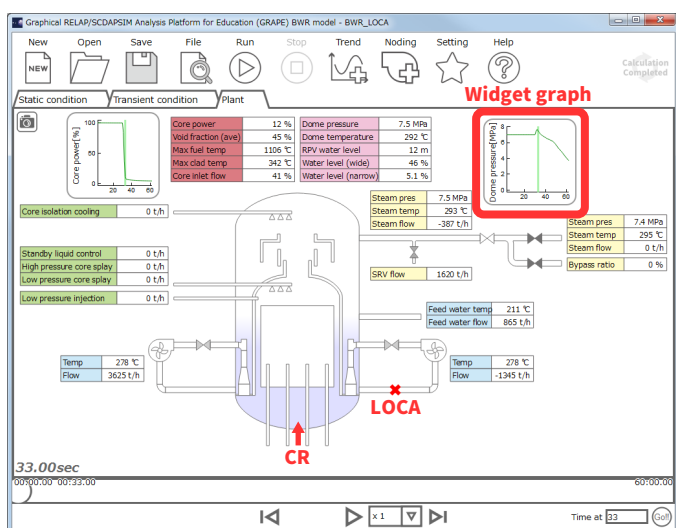 Graphical RELAP/SCDAPSIM Analysis Platform for Education (GRAPE) BWR model - BWR_LOCA
New Open Save File Run Stop Trend Noding Setting Help
NEW
Calculation
Completed
Static condition Transient condition Plant
Widget graph
Core power[%]
100
50
0
20 40 60
Core power 12 %
Void fraction (ave) 45 %
Max fuel temp 1106 ℃
Max clad temp 342 ℃
Core inlet flow 41 %
Dome pressure 7.5 MPa
Dome temperature 292 ℃
RPV water level 12 m
Water level (wide) 46 %
Water level (narrow) 5.1 %
Dome pressure[MPa]
8
6
4
2
0
20 40 60
Steam pres 7.5 MPa
Steam temp 293 ℃
Steam flow -387 t/h
Core isolation cooling 0 t/h
Steam pres 7.4 MPa
Steam temp 295 ℃
Steam flow 0 t/h
Bypass ratio 0 %
Standby liquid control 0 t/h
High pressure core splay 0 t/h
Low pressure core splay 0 t/h
Low pressure injection 0 t/h
SRV flow 1620 t/h
Feed water temp 211 ℃
Feed water flow 865 t/h
Temp 278 ℃
Flow 3625 t/h
Temp 278 ℃
Flow -1345 t/h
LOCA
CR
33.00sec
00:00.00 00:33.00 60:00.00
x 1
Time at 33 Go!!